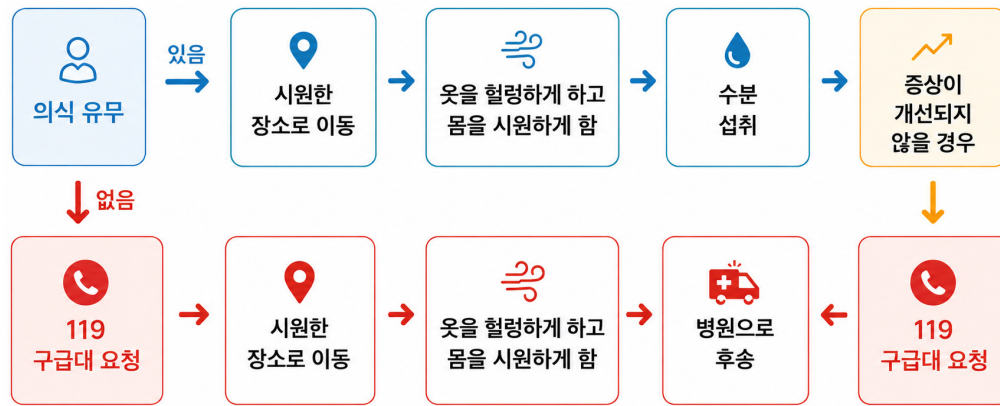 의식 유무
있음
시원한
장소로 이동
옷을 헐렁하게 하고
몸을 시원하게 함
수분
섭취
증상이
개선되지
않을 경우
없음
119
구급대 요청
시원한
장소로 이동
옷을 헐렁하게 하고
몸을 시원하게 함
병원으로
후송
119
구급대 요청